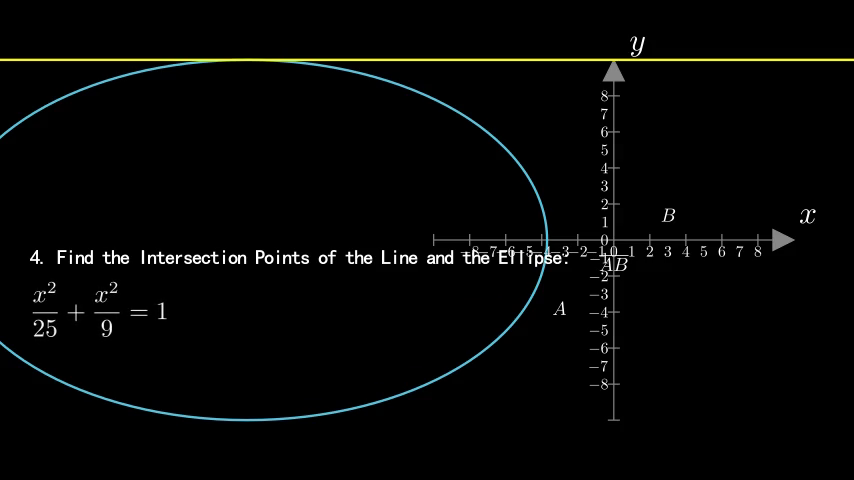 y
8
7
6
5
4
3
2
1
0
B
x
-8 -7 -6 -5 -4 -3 -2 -1 0 1 2 3 4 5 6 7 8
4. Find the Intersection Points of the Line and the Ellipse:
-1
AB
-2
-3
-4
-5
-6
-7
-8
A
x^2/25 + x^2/9 = 1